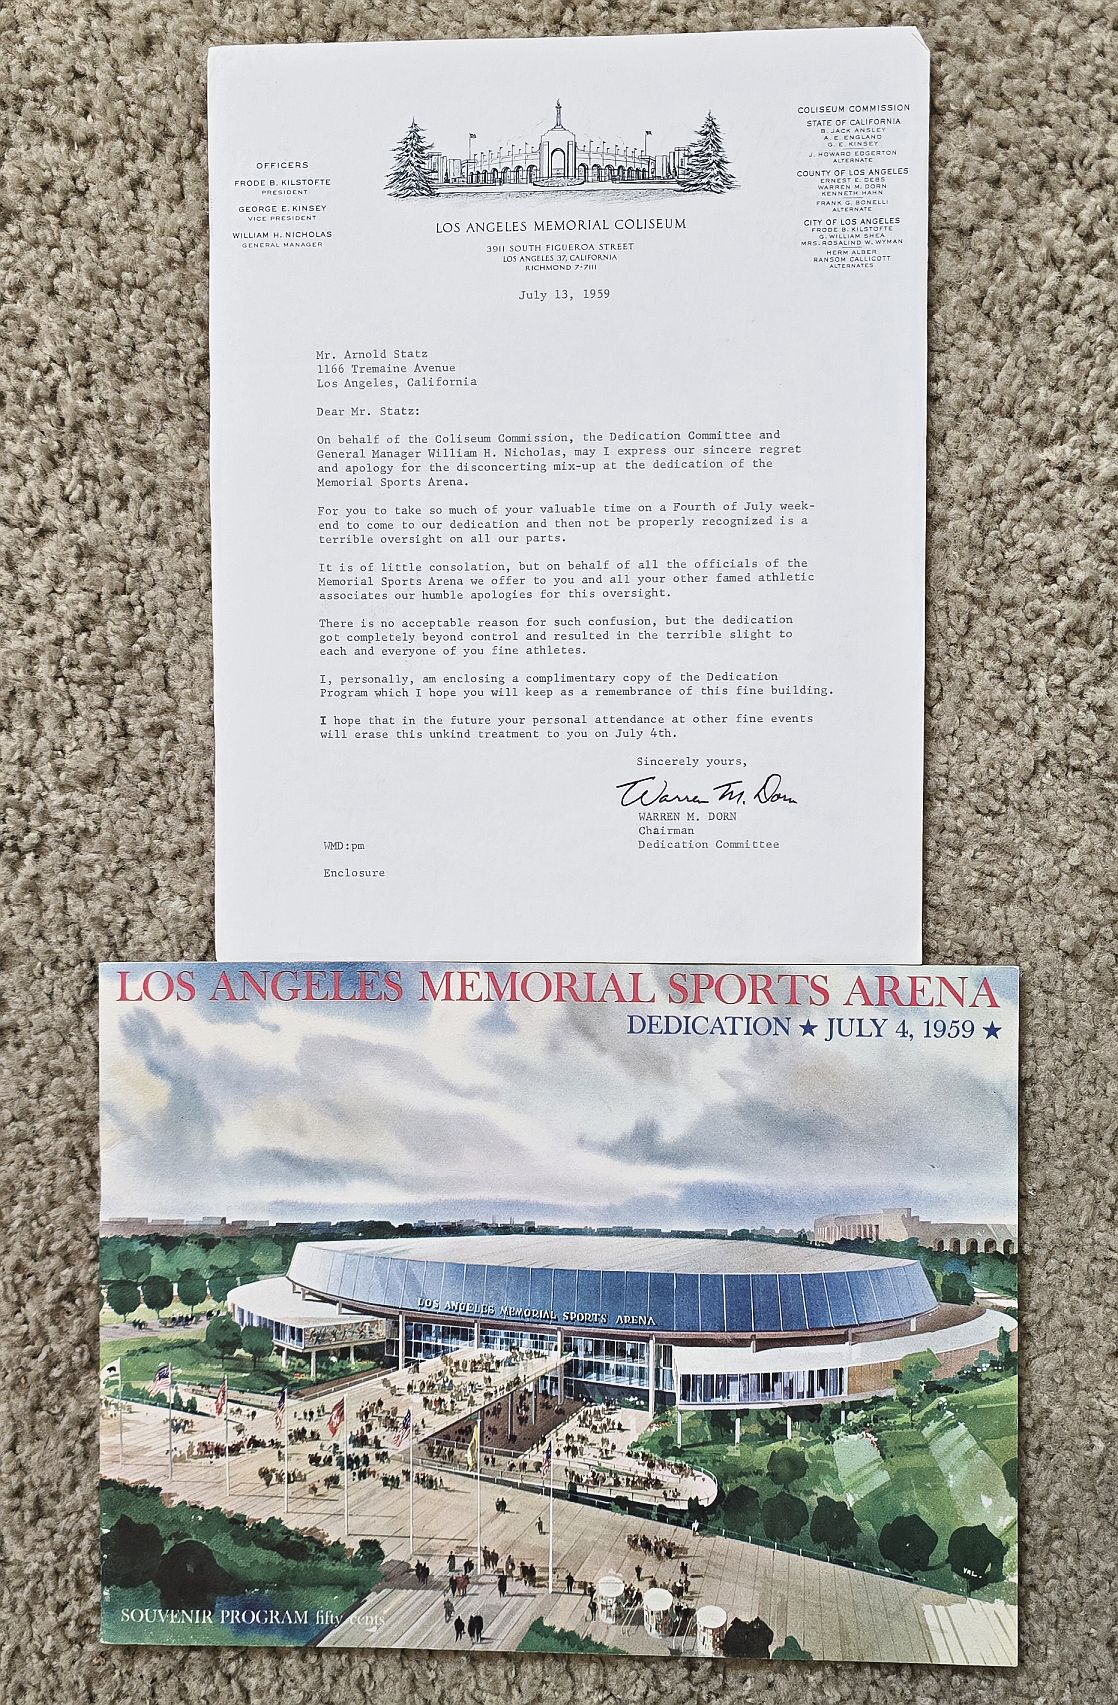 OFFICERS
FRODE B. KILSTOFTE
PRESIDENT
GEORGE E. KINSEY
VICE PRESIDENT
WILLIAM H. NICHOLAS
GENERAL MANAGER
LOS ANGELES MEMORIAL COLISEUM
3911 SOUTH FIGUEROA STREET
LOS ANGELES 37, CALIFORNIA
RICHMOND 7-7111
COLISEUM COMMISSION
STATE OF CALIFORNIA
B. JACK ANSLEY
A. E. ENGLAND
G. E. KINSEY
J. HOWARD EDGERTON
ALTERNATE
COUNTY OF LOS ANGELES
ERNEST E. DEBS
WARREN M. DORN
KENNETH HAHN
FRANK G. BONELLI
ALTERNATE
CITY OF LOS ANGELES
FRODE B. KILSTOFTE
G. WILLIAM SHEA
MRS. ROSALIND W. WYMAN
HERM ALBER
RANSOM CALLICOTT
ALTERNATES
July 13, 1959
Mr. Arnold Statz
1166 Tremaine Avenue
Los Angeles, California
Dear Mr. Statz:
On behalf of the Coliseum Commission, the Dedication Committee and
General Manager William H. Nicholas, may I express our sincere regret
and apology for the disconcerting mix-up at the dedication of the
Memorial Sports Arena.
For you to take so much of your valuable time on a Fourth of July week-
end to come to our dedication and then not be properly recognized is a
terrible oversight on all our parts.
It is of little consolation, but on behalf of all the officials of the
Memorial Sports Arena we offer to you and all your other famed athletic
associates our humble apologies for this oversight.
There is no acceptable reason for such confusion, but the dedication
got completely beyond control and resulted in the terrible slight to
each and everyone of you fine athletes.
I, personally, am enclosing a complimentary copy of the Dedication
Program which I hope you will keep as a remembrance of this fine building.
I hope that in the future your personal attendance at other fine events
will erase this unkind treatment to you on July 4th.
Sincerely yours,
Warren M. Dorn
WARREN M. DORN
Chairman
Dedication Committee
WMD:pm
Enclosure
LOS ANGELES MEMORIAL SPORTS ARENA
DEDICATION ★ JULY 4, 1959 ★
LOS ANGELES MEMORIAL SPORTS ARENA
VAL.
SOUVENIR PROGRAM fifty cents